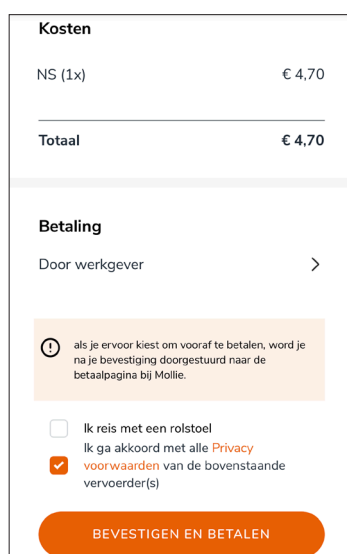 Kosten
NS (1x) € 4,70
Totaal € 4,70
Betaling
Door werkgever
als je ervoor kiest om vooraf te betalen, word je
na je bevestiging doorgestuurd naar de
betaalpagina bij Mollie.
Ik reis met een rolstoel
Ik ga akkoord met alle Privacy
voorwaarden van de bovenstaande
vervoerder(s)
BEVESTIGEN EN BETALEN